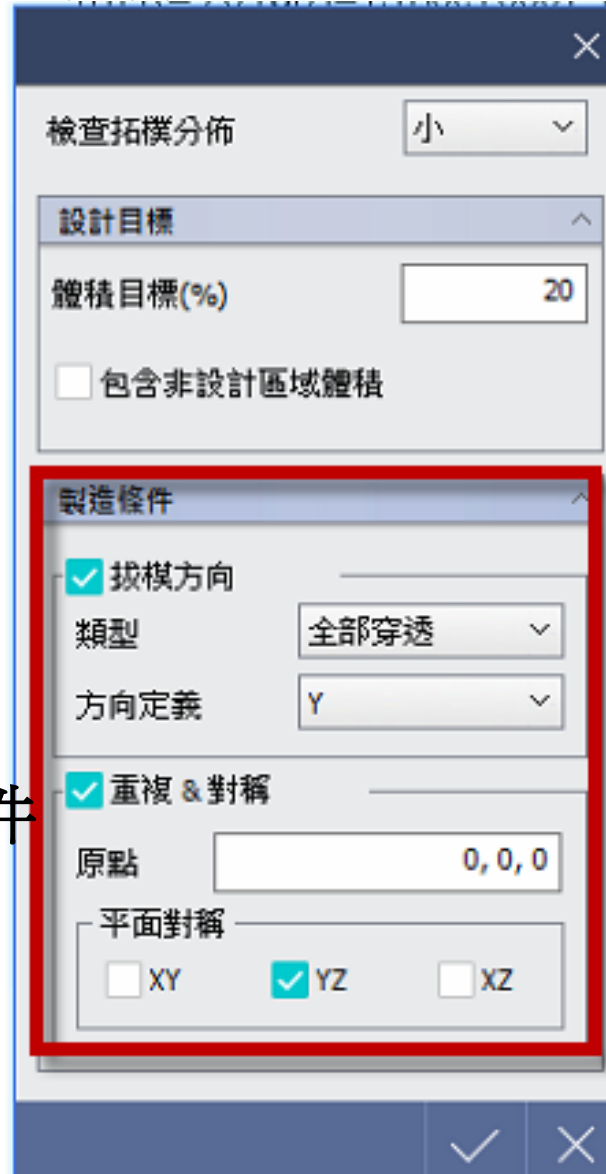 檢查拓樸分佈 小
設計目標
體積目標(%) 20
包含非設計區域體積
製造條件
拔模方向
類型 全部穿透
方向定義 Y
重複 & 對稱
件
原點 0, 0, 0
平面對稱
XY YZ XZ